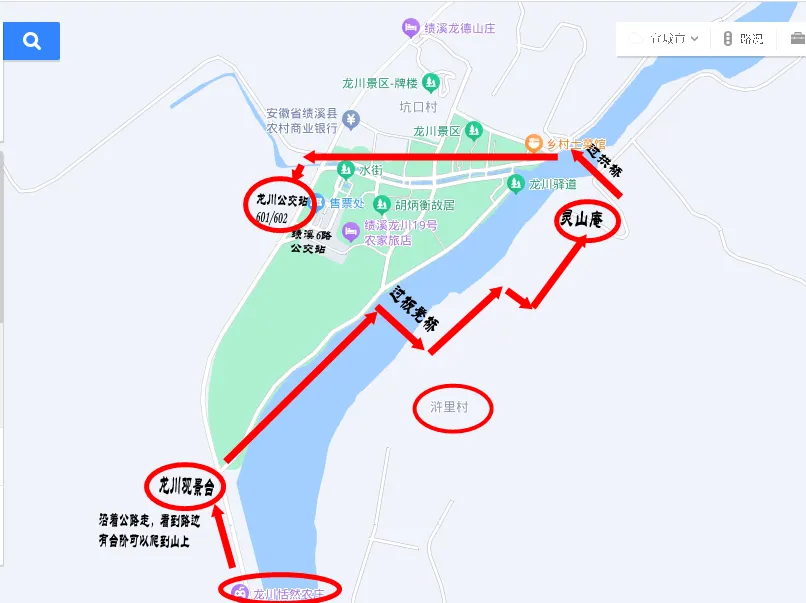 绩溪龙德山庄
宣城市
路况
龙川景区-牌楼
坑口村
安徽省绩溪县
农村商业银行
龙川景区
乡村土菜馆
过拱桥
水街
龙川驿道
龙川公交站
601/602
售票处
胡炳衡故居
灵山庵
绩溪龙川19号
农家旅店
绩溪6路
公交站
过板凳桥
浒里村
龙川观景台
沿着公路走，看到路边
有台阶可以爬到山上
龙川恬然农庄